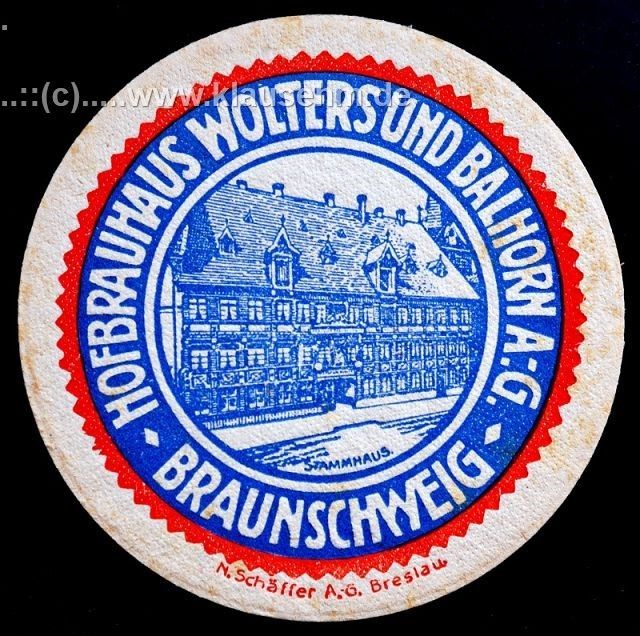 ..::(c).....www.klausehm.de
HOFBRAUHAUS WOLTERS UND BALHORN A.-G.
STAMMHAUS.
BRAUNSCHWEIG
N. Schäffer A.G. Breslau.